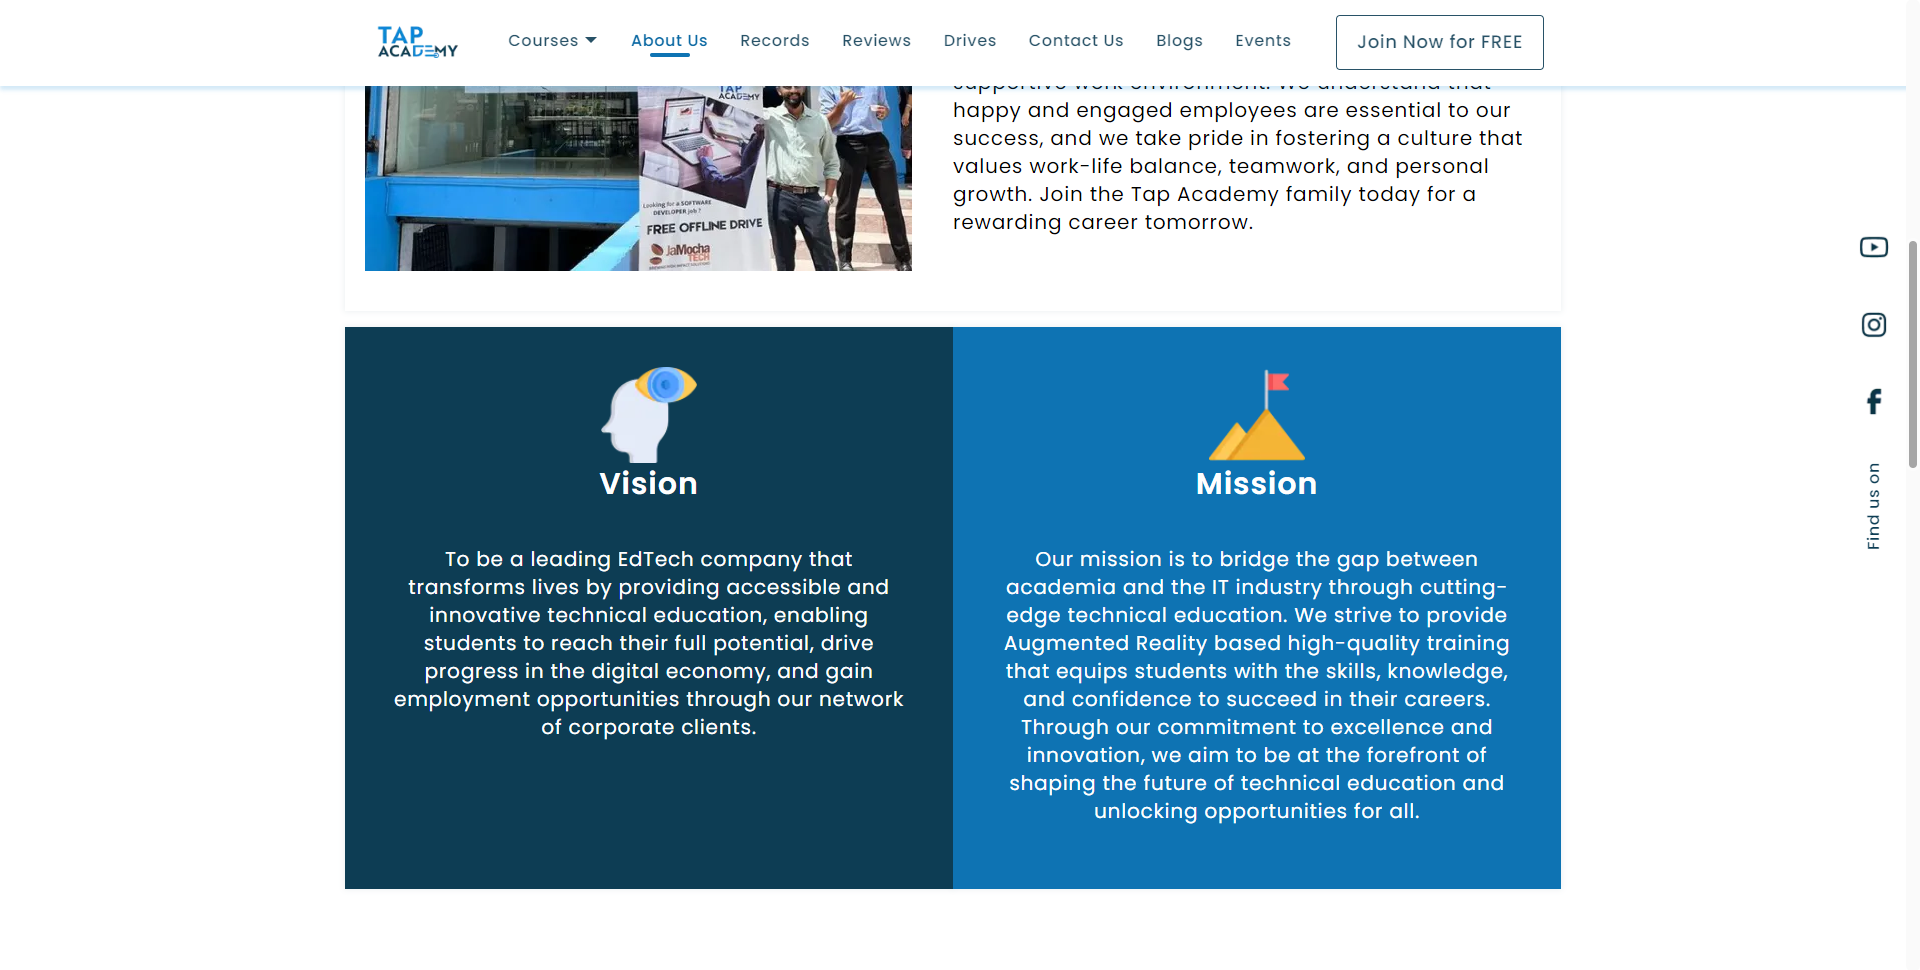 TAP
ACADEMY
Courses
About Us
Records
Reviews
Drives
Contact Us
Blogs
Events
Join Now for FREE
TAP
ACADEMY
Looking for a SOFTWARE
DEVELOPER job ?
FREE OFFLINE DRIVE
JaMocha
TECH
supportive work environment. We understand that
happy and engaged employees are essential to our
success, and we take pride in fostering a culture that
values work-life balance, teamwork, and personal
growth. Join the Tap Academy family today for a
rewarding career tomorrow.
Vision
To be a leading EdTech company that
transforms lives by providing accessible and
innovative technical education, enabling
students to reach their full potential, drive
progress in the digital economy, and gain
employment opportunities through our network
of corporate clients.
Mission
Our mission is to bridge the gap between
academia and the IT industry through cutting-
edge technical education. We strive to provide
Augmented Reality based high-quality training
that equips students with the skills, knowledge,
and confidence to succeed in their careers.
Through our commitment to excellence and
innovation, we aim to be at the forefront of
shaping the future of technical education and
unlocking opportunities for all.
Find us on